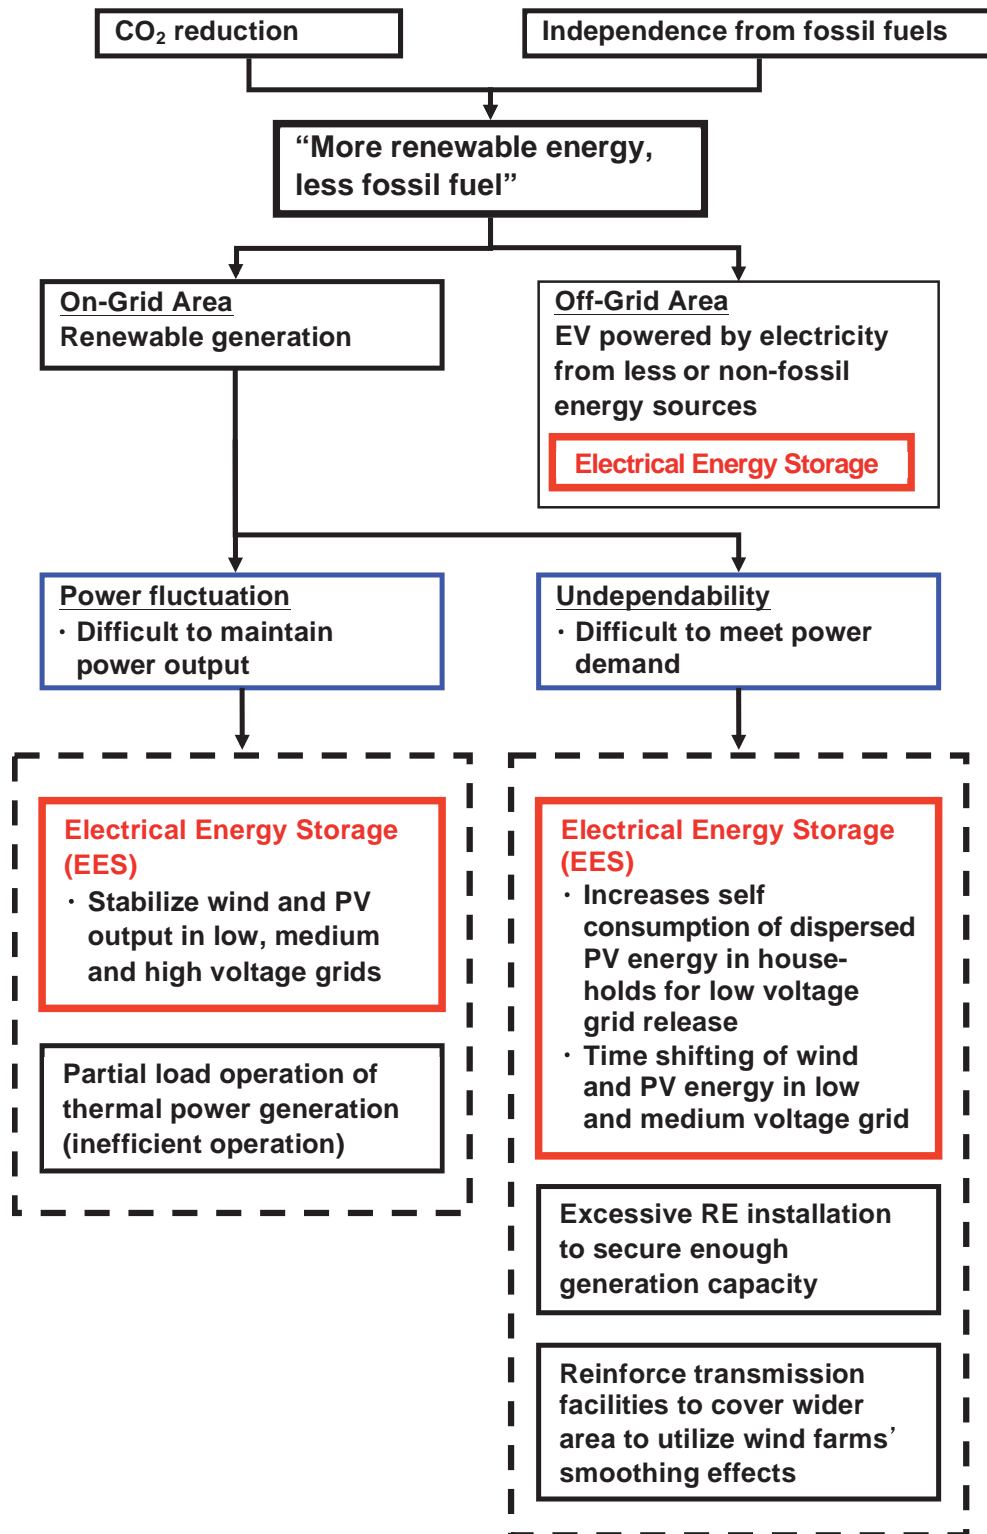 CO₂ reduction
Independence from fossil fuels
“More renewable energy,
less fossil fuel”
On-Grid Area
Renewable generation
Off-Grid Area
EV powered by electricity
from less or non-fossil
energy sources
Electrical Energy Storage
Power fluctuation
· Difficult to maintain
power output
Undependability
· Difficult to meet power
demand
Electrical Energy Storage
(EES)
· Stabilize wind and PV
output in low, medium
and high voltage grids
Partial load operation of
thermal power generation
(inefficient operation)
Electrical Energy Storage
(EES)
· Increases self
consumption of dispersed
PV energy in house-
holds for low voltage
grid release
· Time shifting of wind
and PV energy in low
and medium voltage grid
Excessive RE installation
to secure enough
generation capacity
Reinforce transmission
facilities to cover wider
area to utilize wind farms’
smoothing effects